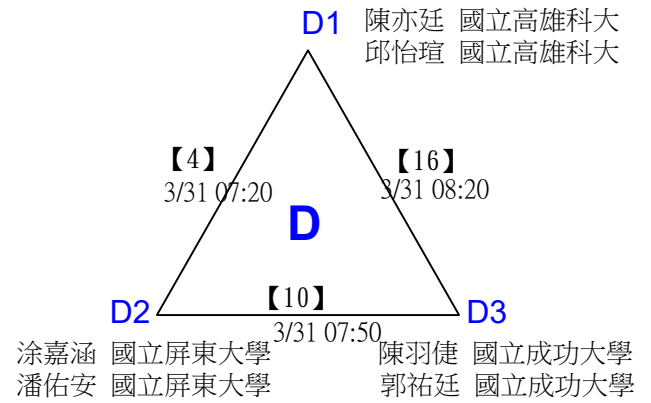 D1 陳亦廷 國立高雄科大
邱怡瑄 國立高雄科大
【4】
3/31 07:20
【16】
3/31 08:20
D
【10】
3/31 07:50
D2
D3
涂嘉涵 國立屏東大學
潘佑安 國立屏東大學
陳羽倢 國立成功大學
郭祐廷 國立成功大學